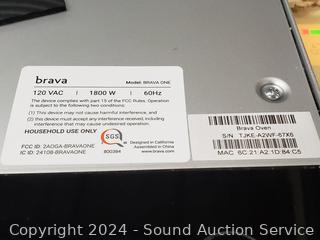 brava
Model: BRAVA ONE
120 VAC | 1800 W | 60Hz
The device complies with part 15 of the FCC Rules. Operation
is subject to the following two conditions:
(1) This device may not cause harmful interference, and
(2) this device must accept any interference received, including
interference that may cause undesired operation.
HOUSEHOLD USE ONLY
SGS
FCC ID: 2AOGA-BRAVAONE
IC ID: 24108-BRAVAONE
800394
Designed in California
Assembled in China
www.brava.com
Brava Oven
S/N TJKE-A2WF-67X6
MAC 6C:21:A2:1D:84:C5
Copyright 2024 - Sound Auction Service